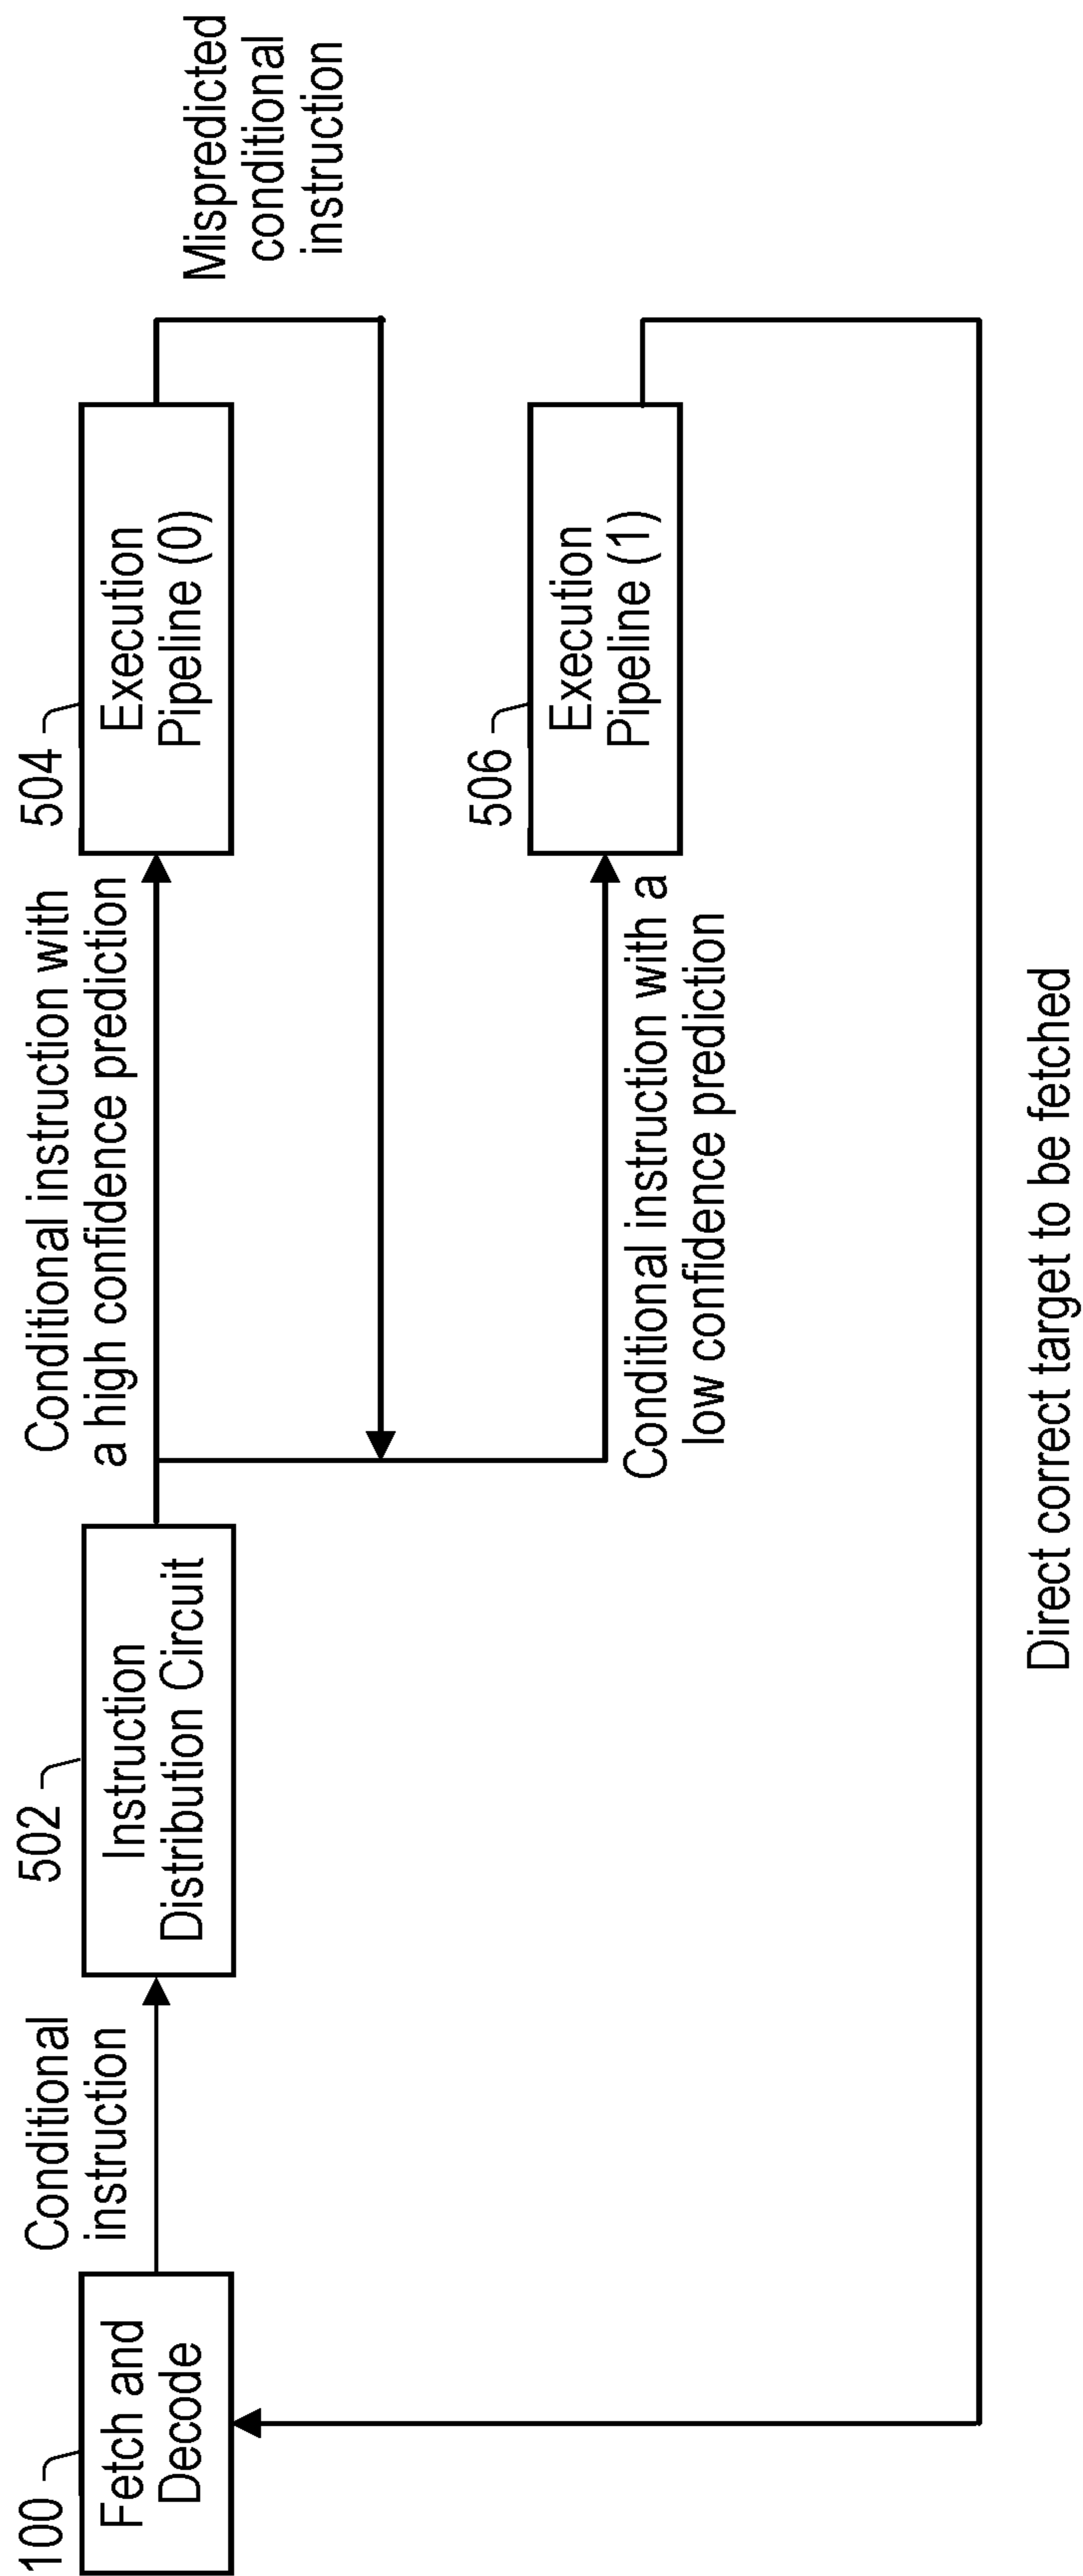 100
Fetch and
Decode
Conditional
instruction
502
Instruction
Distribution Circuit
Conditional instruction with
a high confidence prediction
504
Execution
Pipeline (0)
Mispredicted
conditional
instruction
Conditional instruction with a
low confidence prediction
506
Execution
Pipeline (1)
Direct correct target to be fetched